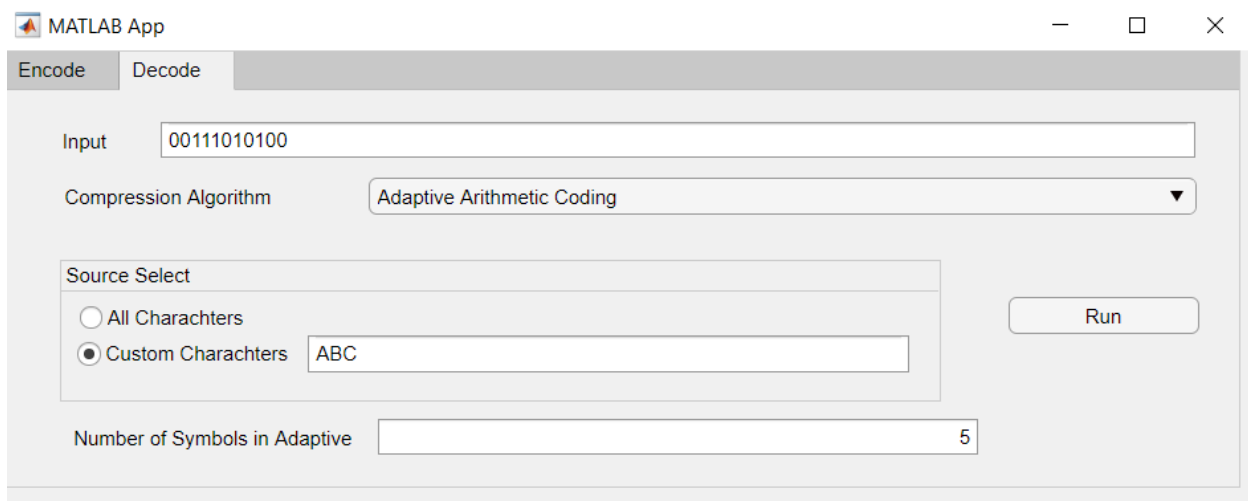 MATLAB App
Encode Decode
Input 00111010100
Compression Algorithm Adaptive Arithmetic Coding
Source Select
All Charachters
Custom Charachters ABC
Run
Number of Symbols in Adaptive 5